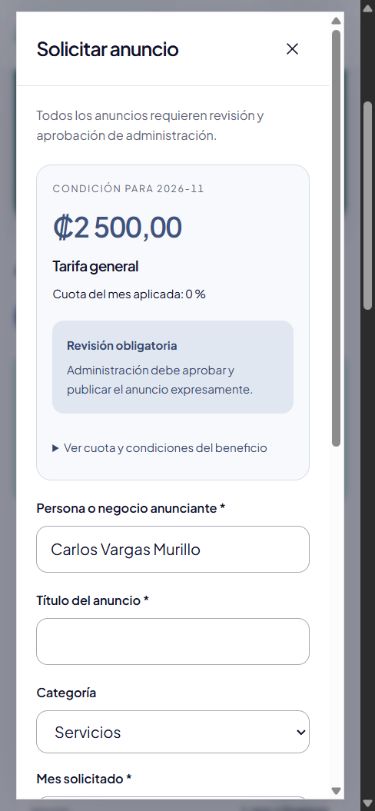 Solicitar anuncio
Todos los anuncios requieren revisión y
aprobación de administración.
CONDICIÓN PARA 2026-11
₡2 500,00
Tarifa general
Cuota del mes aplicada: 0 %
Revisión obligatoria
Administración debe aprobar y
publicar el anuncio expresamente.
Ver cuota y condiciones del beneficio
Persona o negocio anunciante *
Carlos Vargas Murillo
Título del anuncio *
Categoría
Servicios
Mes solicitado *